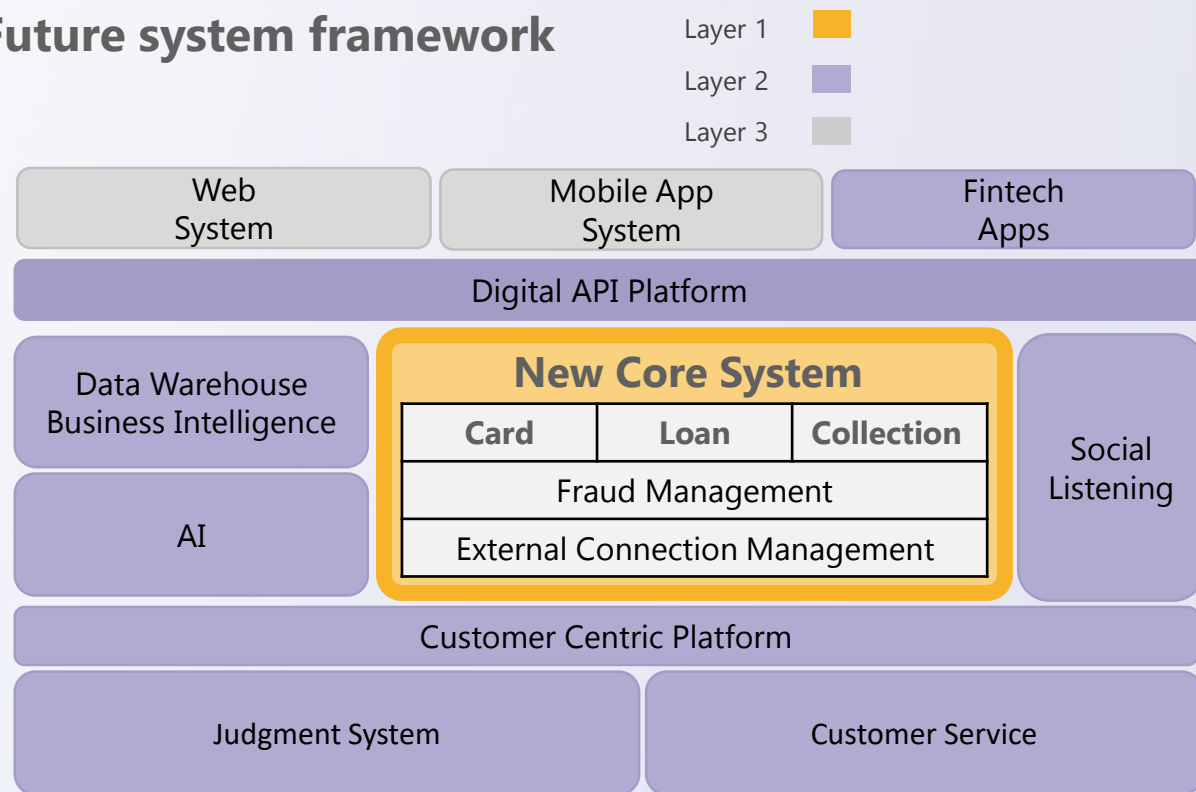 Future system framework
Layer 1
Layer 2
Layer 3
Web
System
Mobile App
System
Fintech
Apps
Digital API Platform
Data Warehouse
Business Intelligence
AI
New Core System
Card
Loan
Collection
Fraud Management
External Connection Management
Social
Listening
Customer Centric Platform
Judgment System
Customer Service